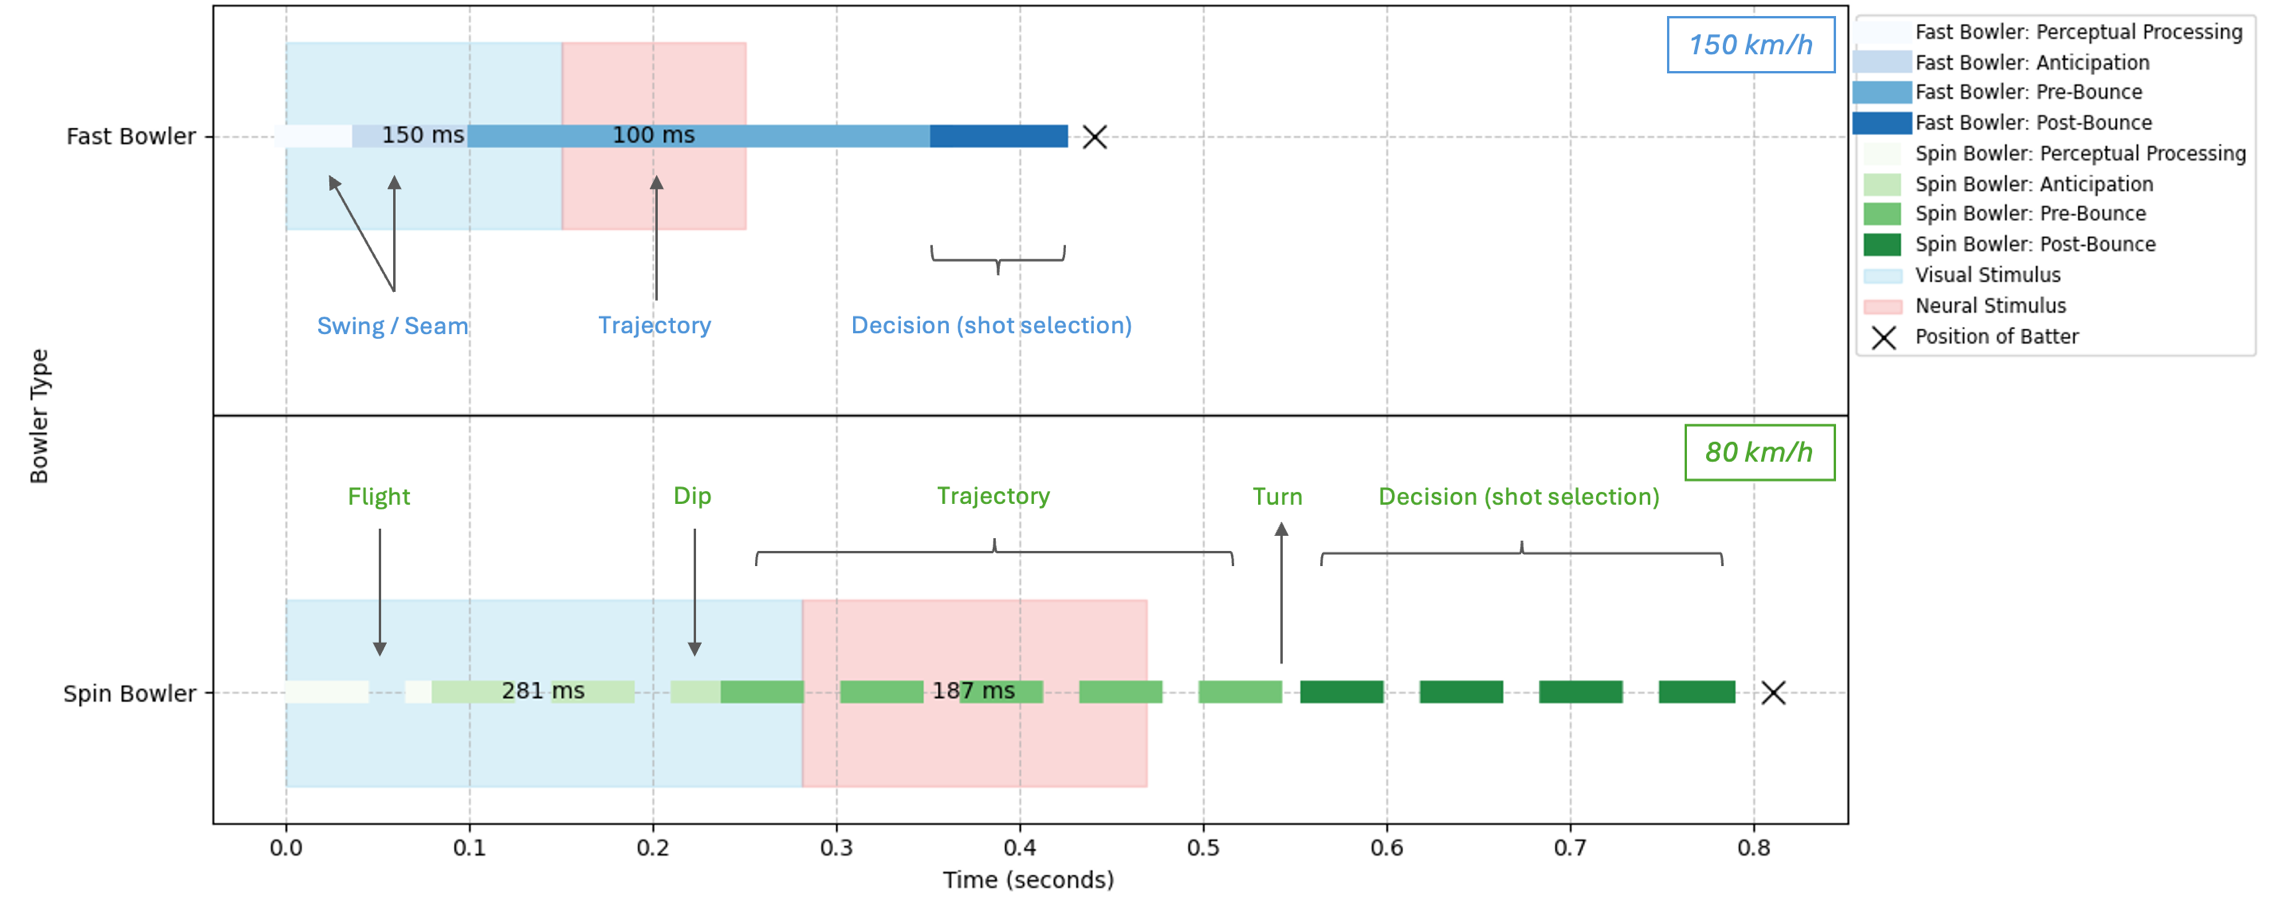 150 km/h
Fast Bowler: Perceptual Processing
Fast Bowler: Anticipation
Fast Bowler: Pre-Bounce
Fast Bowler: Post-Bounce
Spin Bowler: Perceptual Processing
Spin Bowler: Anticipation
Spin Bowler: Pre-Bounce
Spin Bowler: Post-Bounce
Visual Stimulus
Neural Stimulus
Position of Batter
Fast Bowler
150 ms
100 ms
Swing / Seam
Trajectory
Decision (shot selection)
Bowler Type
80 km/h
Flight
Dip
Trajectory
Turn
Decision (shot selection)
Spin Bowler
281 ms
187 ms
0.0
0.1
0.2
0.3
0.4
0.5
0.6
0.7
0.8
Time (seconds)